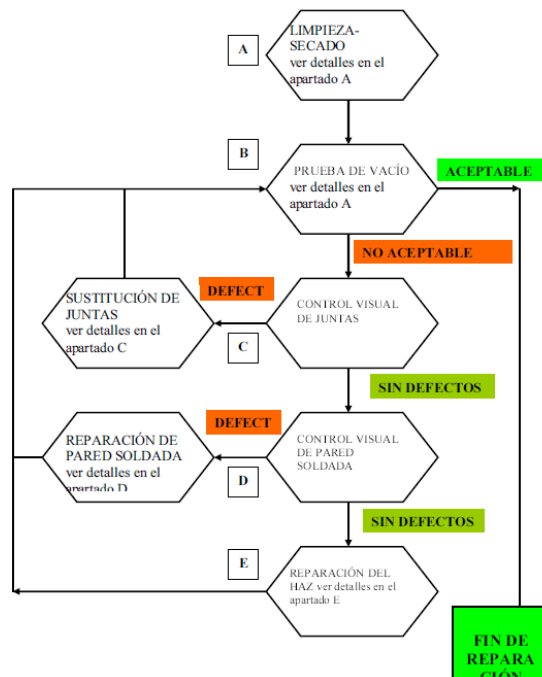 A
LIMPIEZA-
SECADO
ver detalles en el
apartado A
B
PRUEBA DE VACÍO
ver detalles en el
apartado A
ACEPTABLE
NO ACEPTABLE
SUSTITUCIÓN DE
JUNTAS
ver detalles en el
apartado C
DEFECT
C
CONTROL VISUAL
DE JUNTAS
SIN DEFECTOS
REPARACIÓN DE
PARED SOLDADA
ver detalles en el
apartado D
DEFECT
D
CONTROL VISUAL
DE PARED
SOLDADA
SIN DEFECTOS
E
REPARACIÓN DEL
HAZ ver detalles en el
apartado E
FIN DE
REPARA
CIÓN